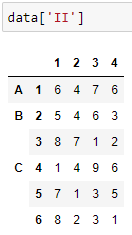 data['II']
1 2 3 4
A 1 6 4 7 6
B 2 5 4 6 3
3 8 7 1 2
C 4 1 4 9 6
5 7 1 3 5
6 8 2 3 1